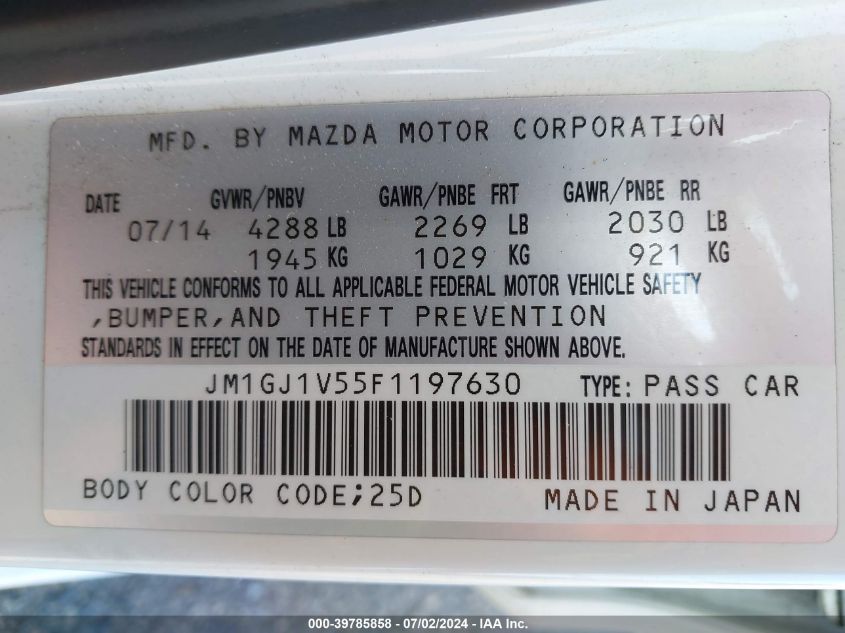 MFD. BY MAZDA MOTOR CORPORATION
DATE GVWR/PNBV GAWR/PNBE FRT GAWR/PNBE RR
07/14 4288 LB 2269 LB 2030 LB
1945 KG 1029 KG 921 KG
THIS VEHICLE CONFORMS TO ALL APPLICABLE FEDERAL MOTOR VEHICLE SAFETY
,BUMPER,AND THEFT PREVENTION
STANDARDS IN EFFECT ON THE DATE OF MANUFACTURE SHOWN ABOVE.
JM1GJ1V55F1197630 TYPE: PASS CAR
BODY COLOR CODE;25D MADE IN JAPAN
000-39785858 - 07/02/2024 - IAA Inc.